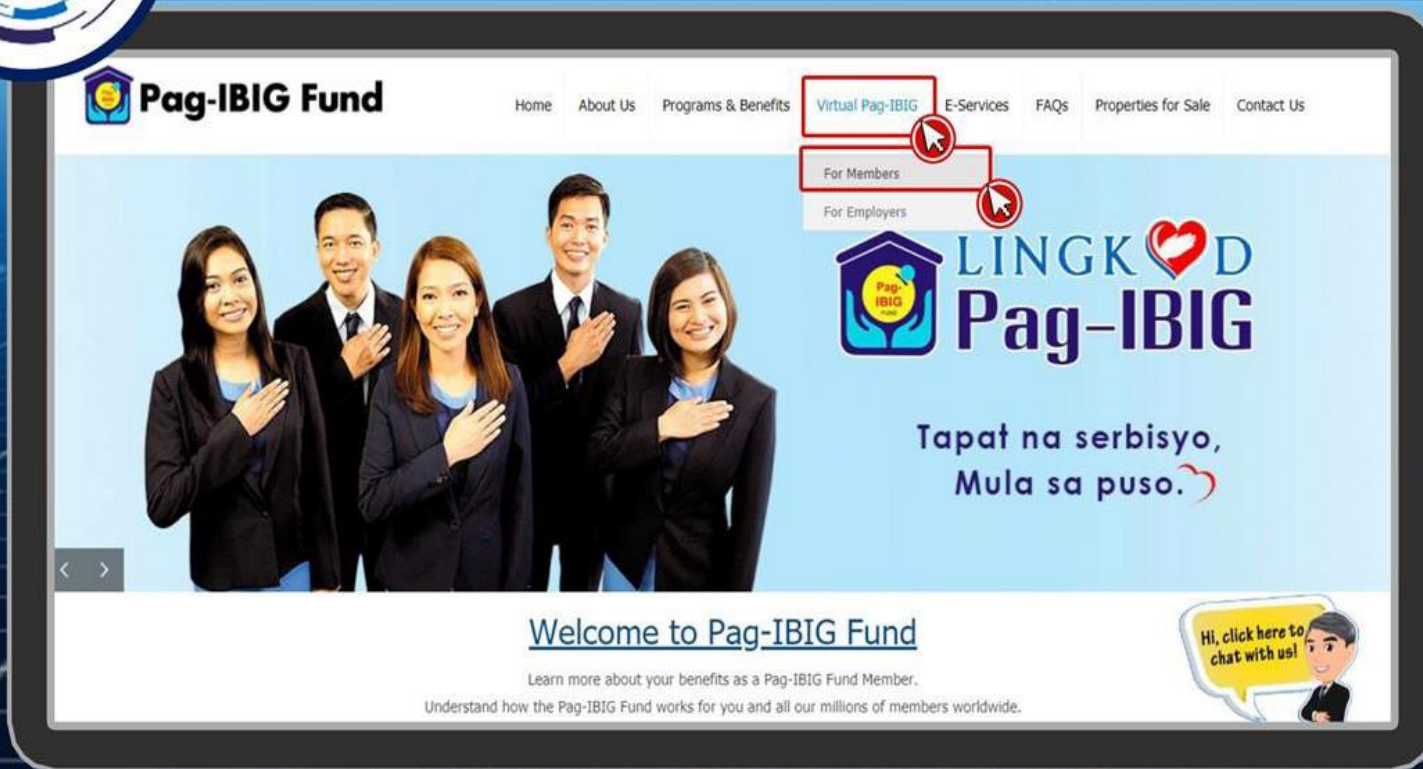 Pag-IBIG Fund
Home About Us Programs & Benefits Virtual Pag-IBIG E-Services FAQs Properties for Sale Contact Us
For Members
For Employers
Pag-
IBIG
FUND
LINGKOD
Pag-IBIG
Tapat na serbisyo,
Mula sa puso.
Welcome to Pag-IBIG Fund
Learn more about your benefits as a Pag-IBIG Fund Member.
Understand how the Pag-IBIG Fund works for you and all our millions of members worldwide.
Hi, click here to
chat with us!